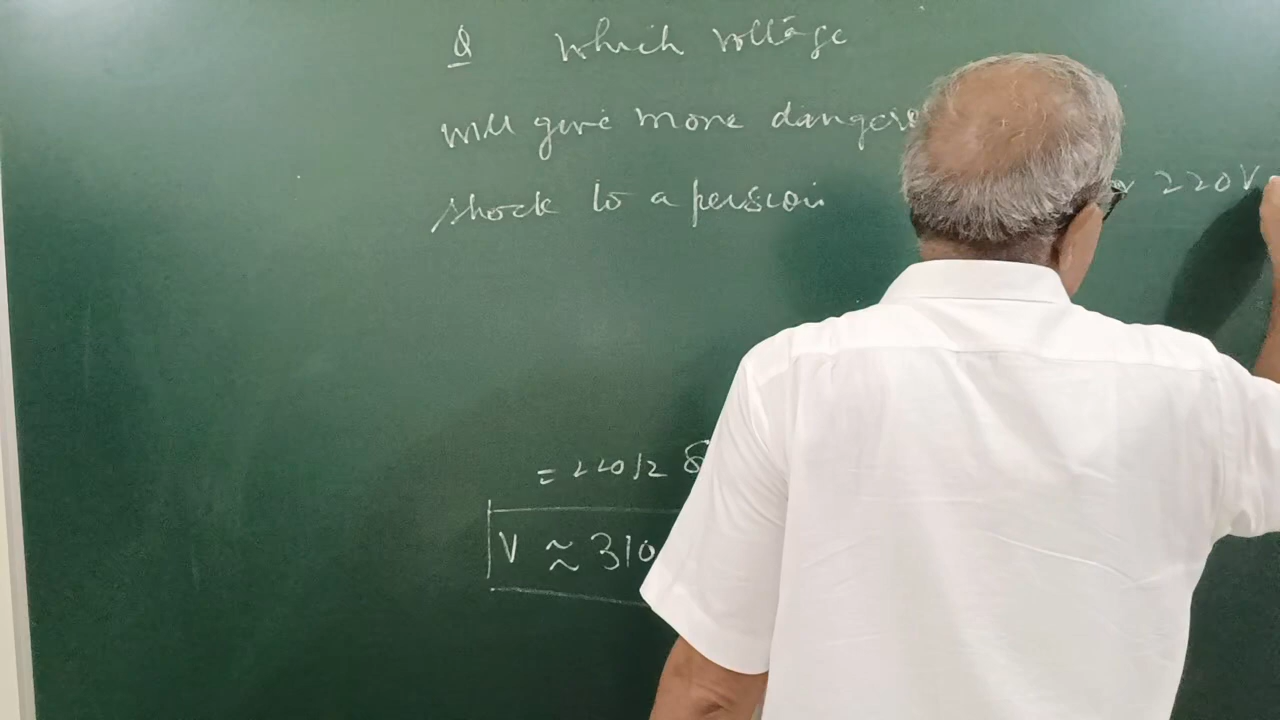 Q which voltage
will give more dangero
shock to a person
220V
= 220√2 S
V ≈ 310